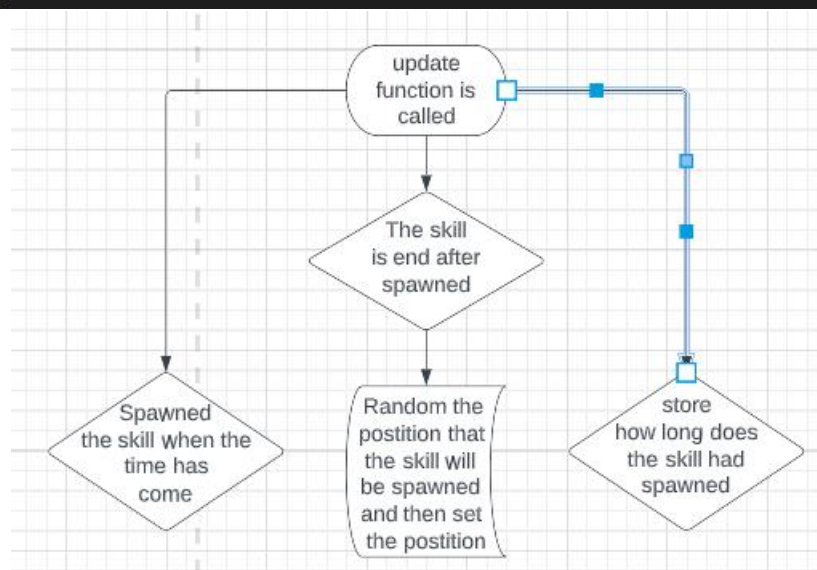 update
function is
called
The skill
is end after
spawned
Spawned
the skill when the
time has
come
Random the
postition that
the skill will
be spawned
and then set
the postition
store
how long does
the skill had
spawned